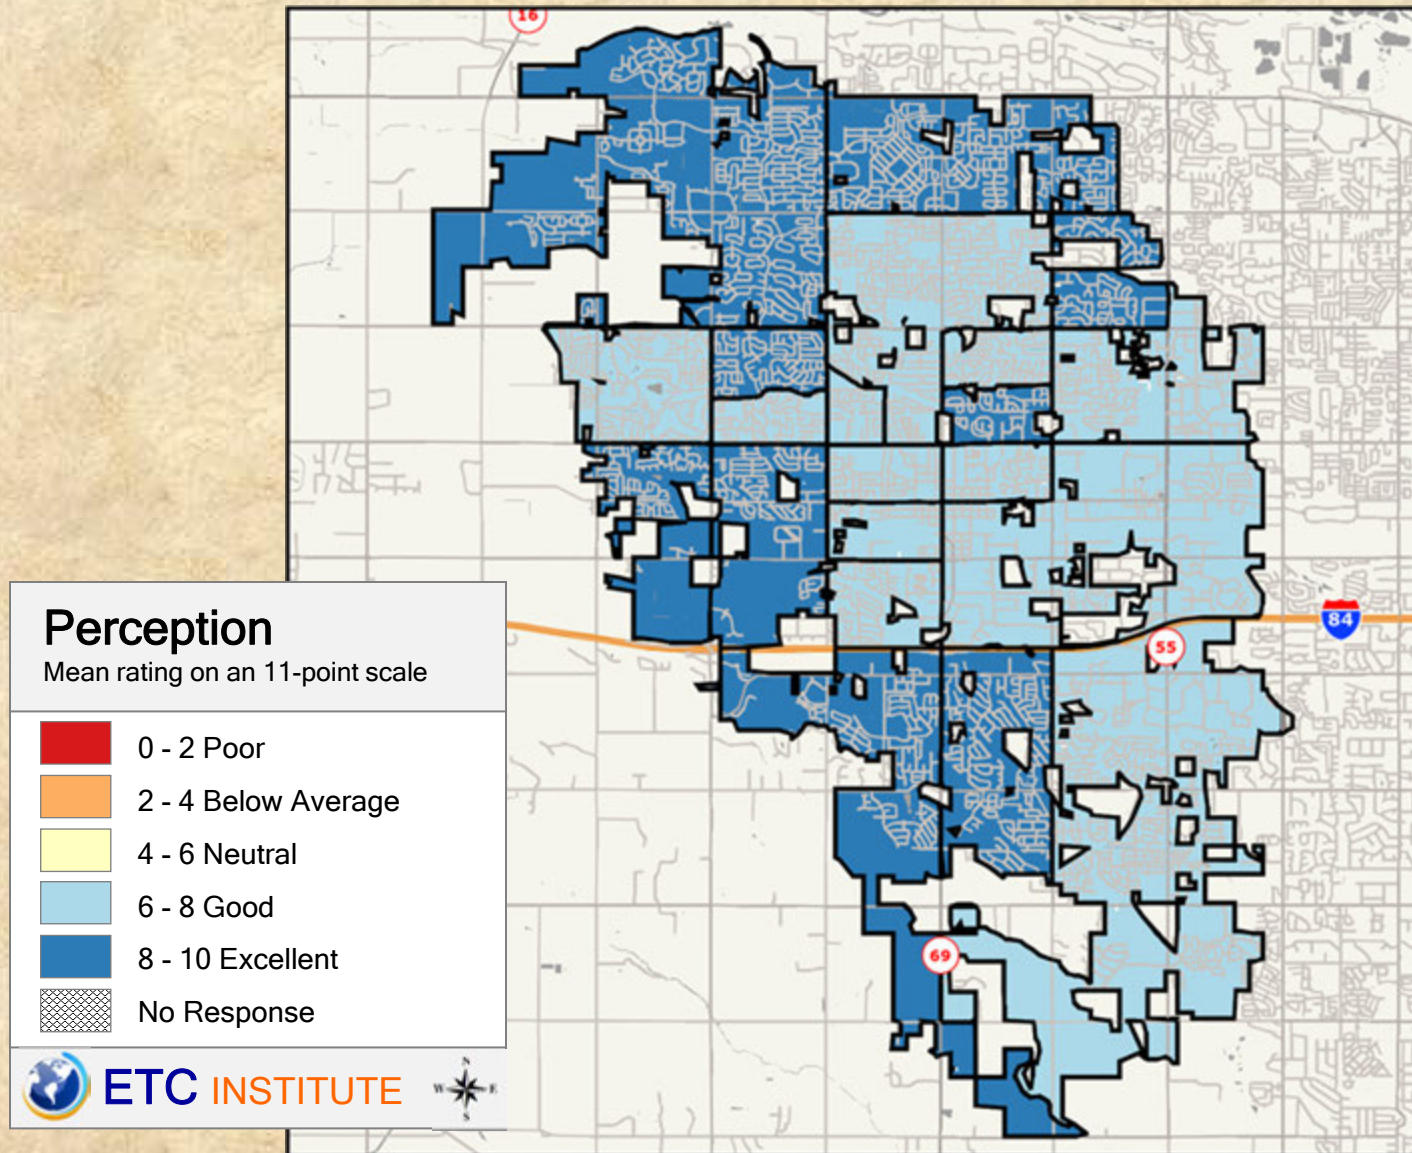 16
84
55
69
Perception
Mean rating on an 11-point scale
0 - 2 Poor
2 - 4 Below Average
4 - 6 Neutral
6 - 8 Good
8 - 10 Excellent
No Response
ETC INSTITUTE
N
W E
S